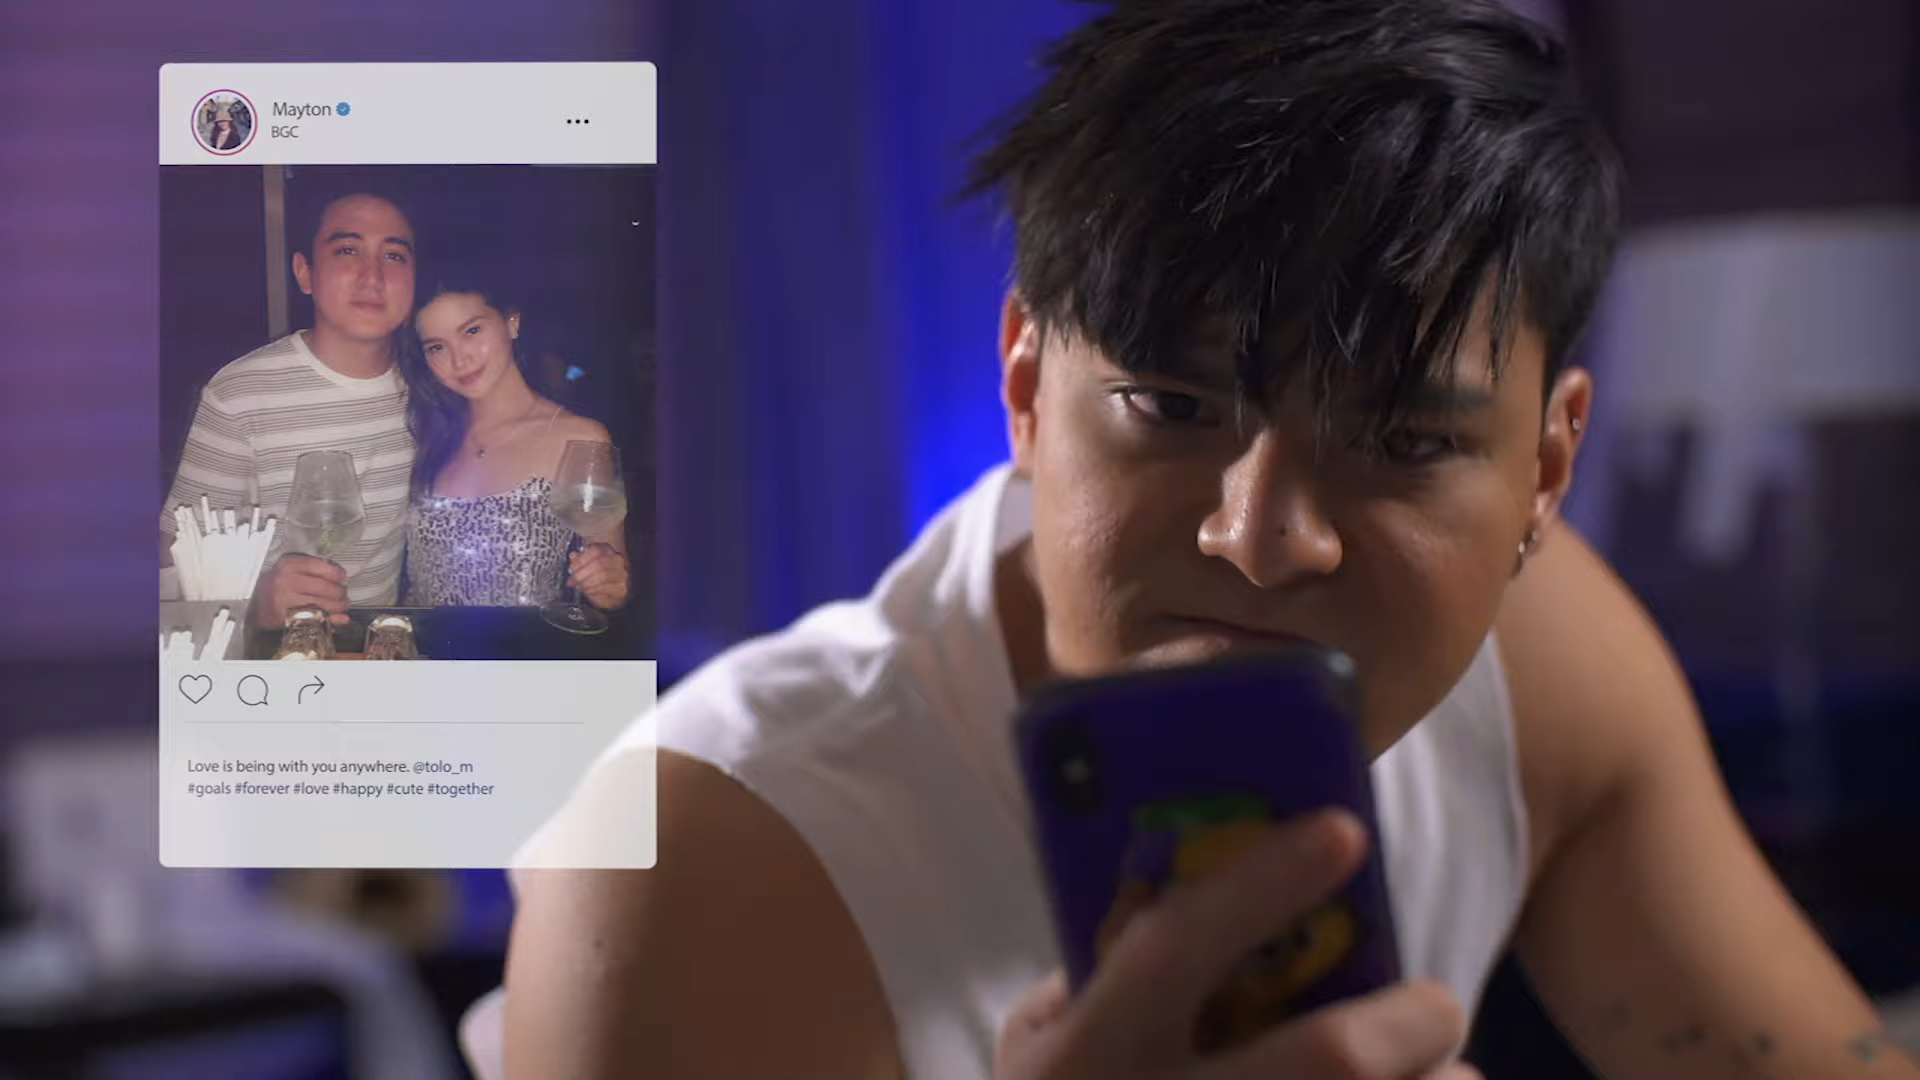 Mayton
BGC
Love is being with you anywhere. @tolo_m
#goals #forever #love #happy #cute #together